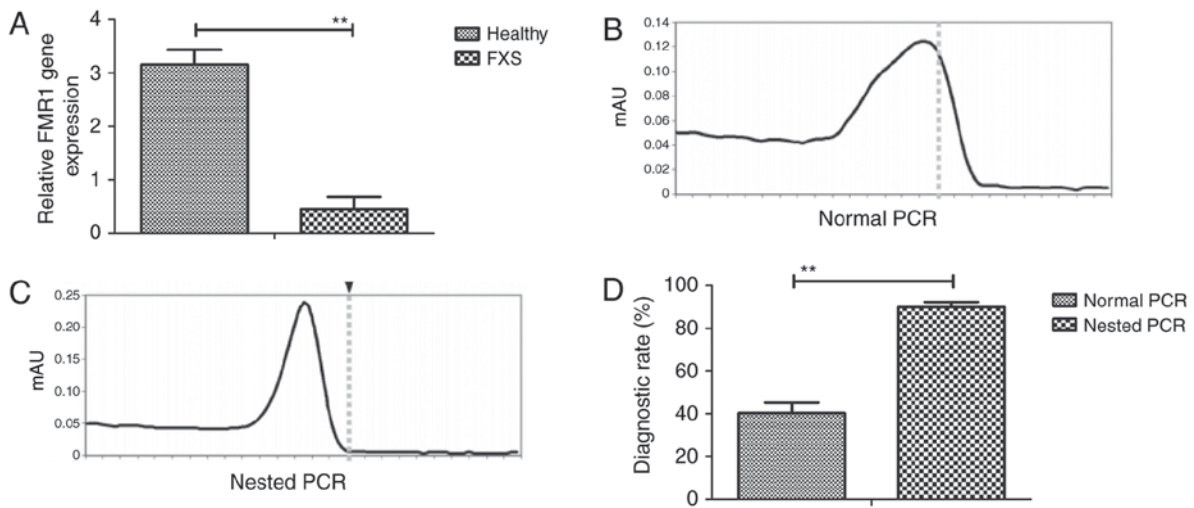 A
Relative FMR1 gene
expression
4
3
2
1
0
**
Healthy
FXS
B
mAU
0.14
0.12
0.10
0.08
0.06
0.04
0.02
0
Normal PCR
C
mAU
0.25
0.20
0.15
0.10
0.05
0
Nested PCR
D
Diagnostic rate (%)
100
80
60
40
20
0
**
Normal PCR
Nested PCR